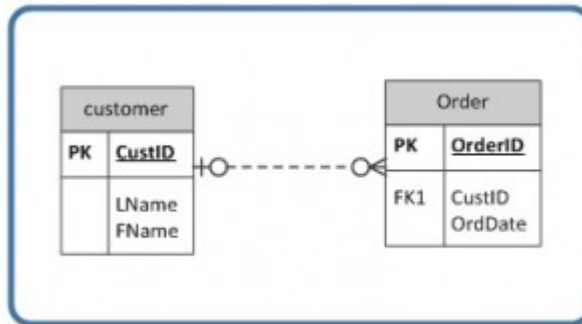 customer
PK CustID
LName
FName
Order
PK OrderID
FK1 CustID
OrdDate